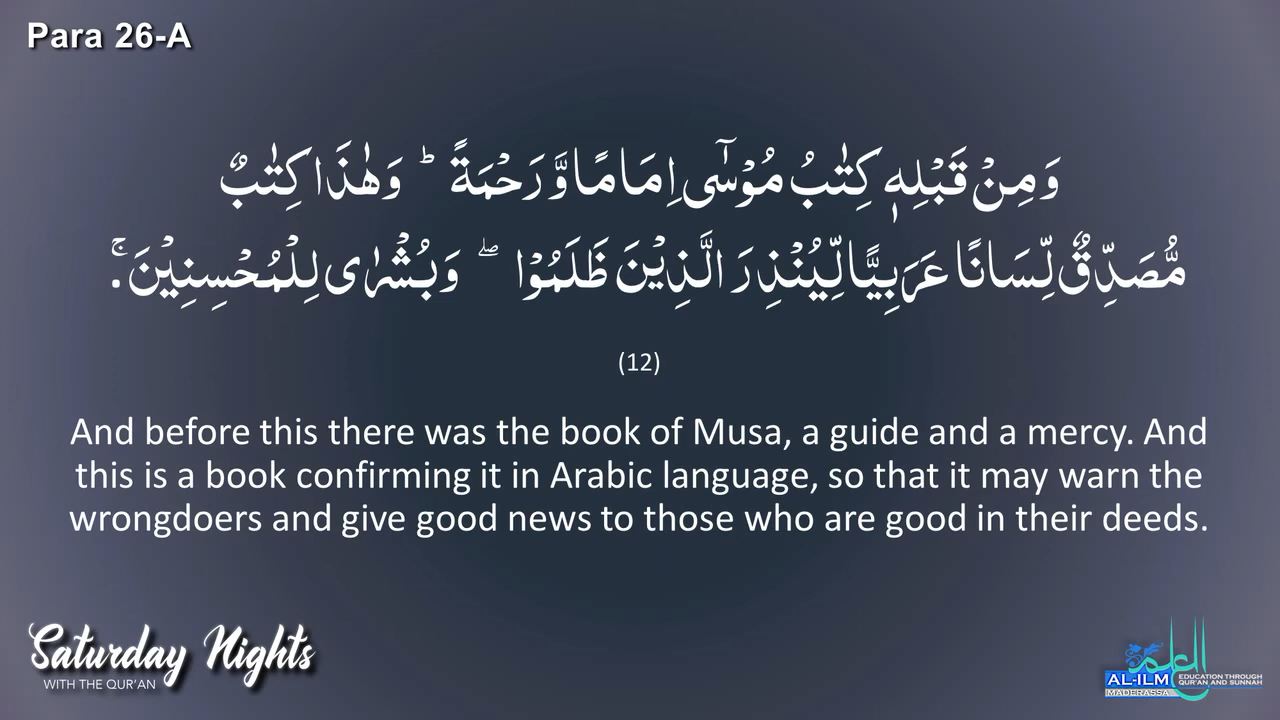 Para 26-A
وَمِنْ قَبْلِهٖ كِتٰبُ مُوْسٰٓى اِمَامًا وَّرَحْمَةً ؕ وَهٰذَا كِتٰبٌ
مُّصَدِّقٌ لِّسَانًا عَرَبِيًّا لِّيُنْذِرَ الَّذِيْنَ ظَلَمُوْا ۖ وَبُشْرٰى لِلْمُحْسِنِيْنَ ۚ
(12)
And before this there was the book of Musa, a guide and a mercy. And
this is a book confirming it in Arabic language, so that it may warn the
wrongdoers and give good news to those who are good in their deeds.
Saturday Nights
WITH THE QUR'AN
العلم
AL-ILM
MADERASSA
EDUCATION THROUGH
QUR'AN AND SUNNAH